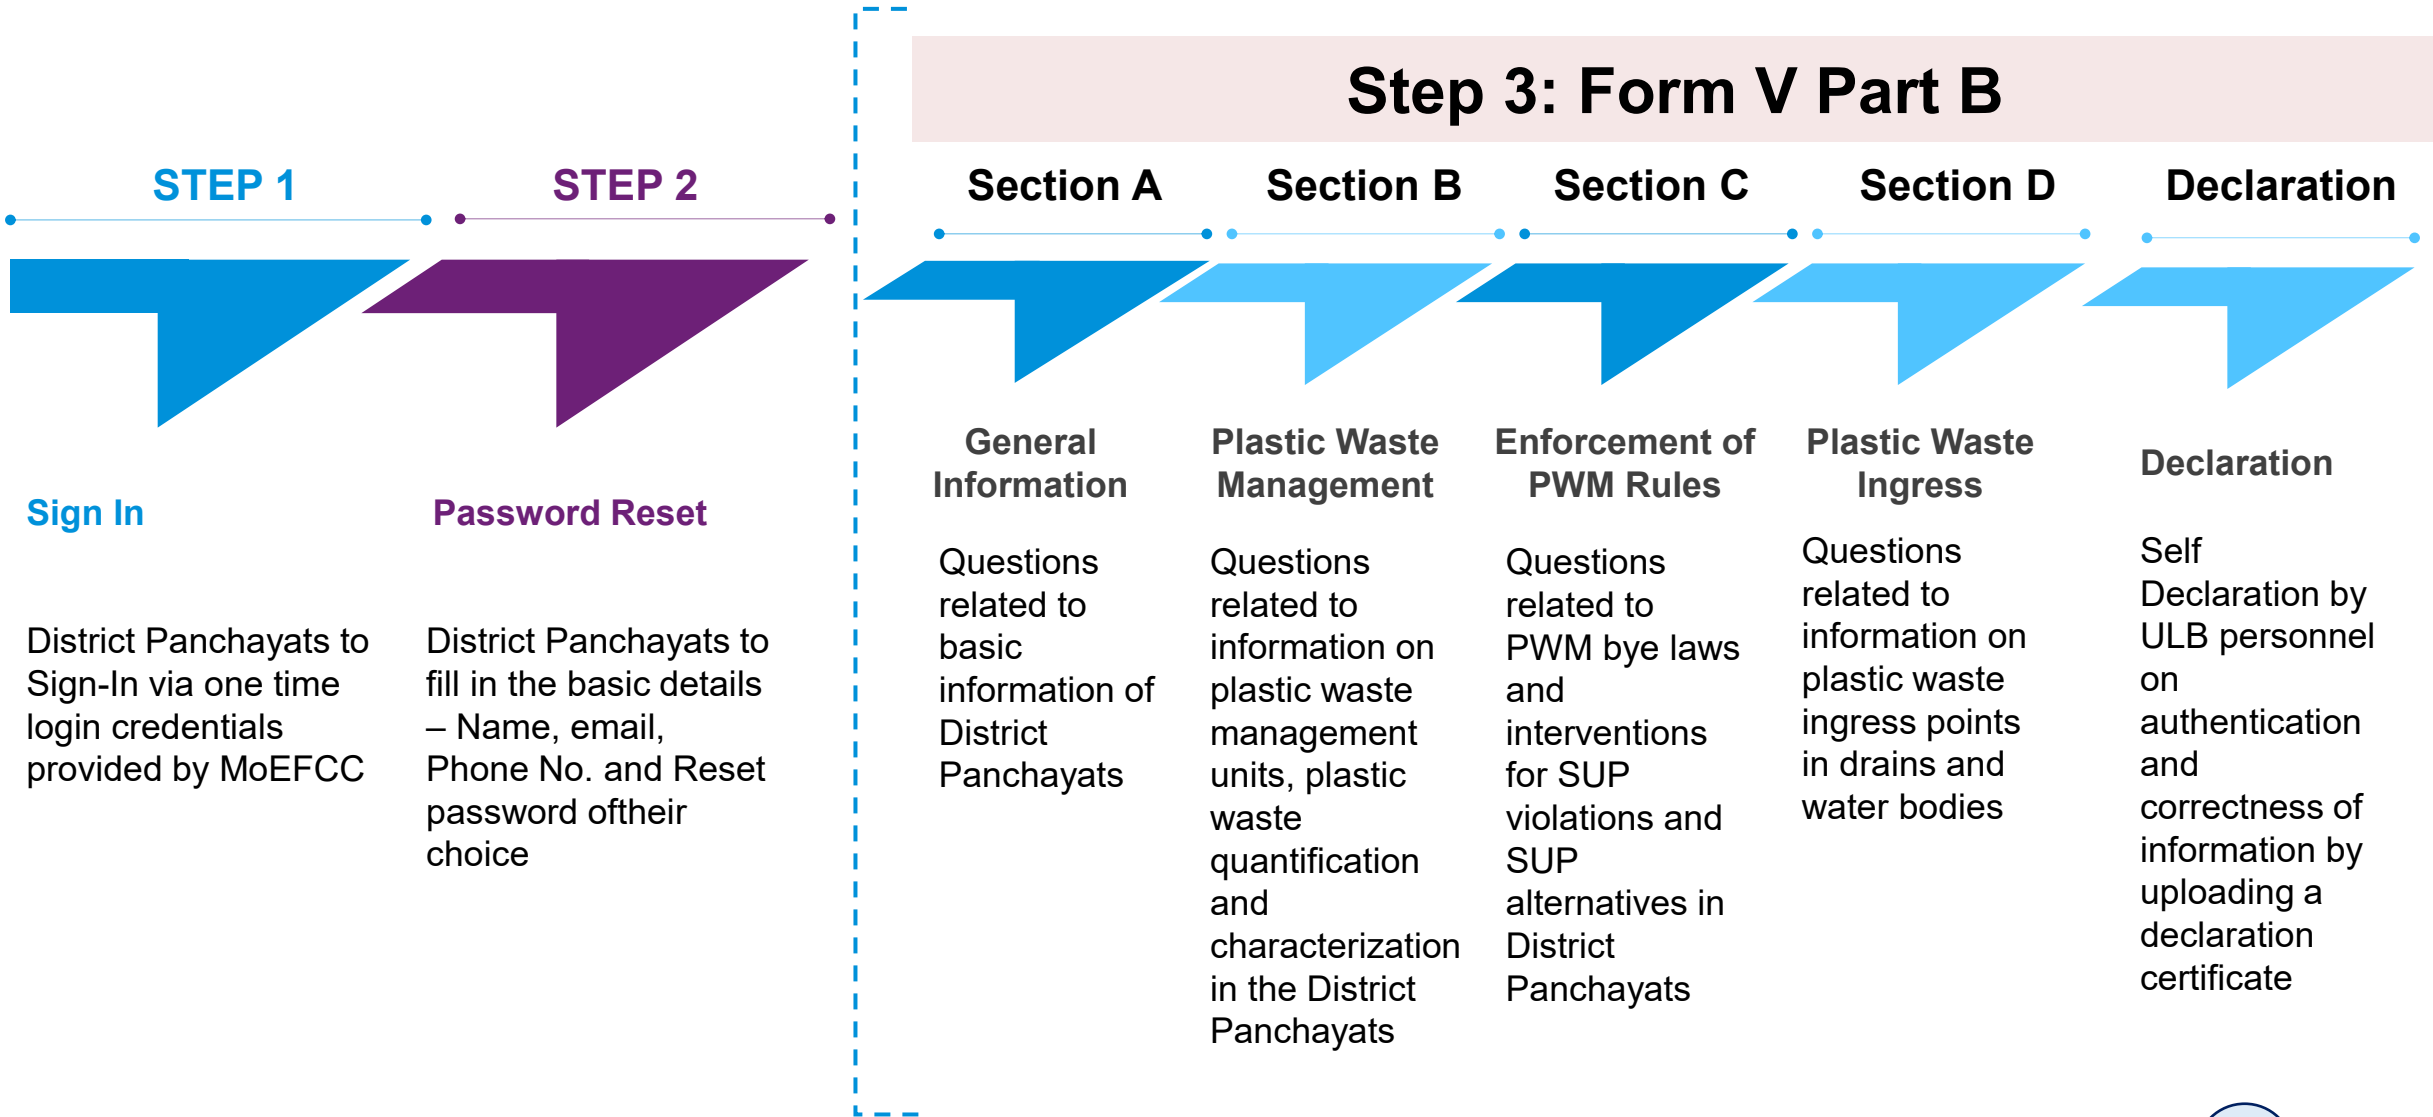 Step 3: Form V Part B
STEP 1
Sign In
District Panchayats to
Sign-In via one time
login credentials
provided by MoEFCC
STEP 2
Password Reset
District Panchayats to
fill in the basic details
– Name, email,
Phone No. and Reset
password oftheir
choice
Section A
General
Information
Questions
related to
basic
information of
District
Panchayats
Section B
Plastic Waste
Management
Questions
related to
information on
plastic waste
management
units, plastic
waste
quantification
and
characterization
in the District
Panchayats
Section C
Enforcement of
PWM Rules
Questions
related to
PWM bye laws
and
interventions
for SUP
violations and
SUP
alternatives in
District
Panchayats
Section D
Plastic Waste
Ingress
Questions
related to
information on
plastic waste
ingress points
in drains and
water bodies
Declaration
Declaration
Self
Declaration by
ULB personnel
on
authentication
and
correctness of
information by
uploading a
declaration
certificate